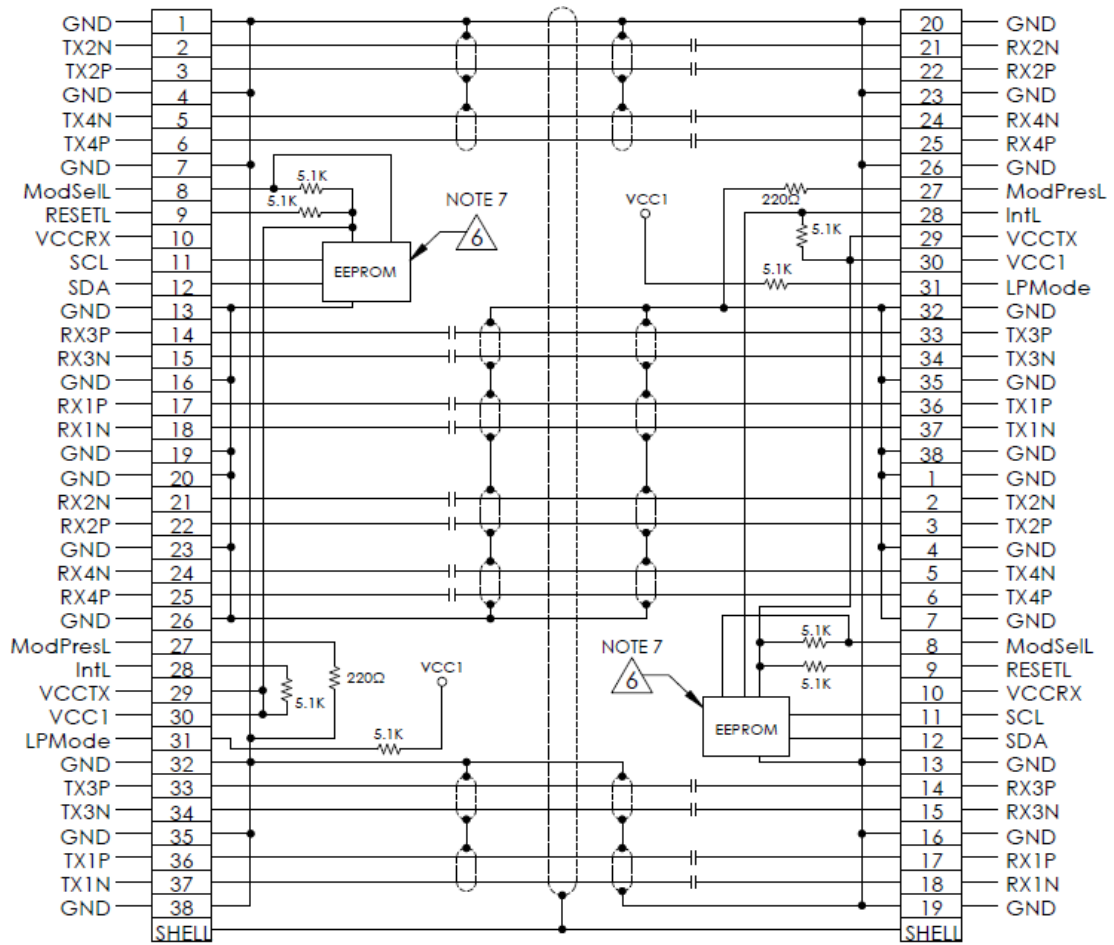 GND 1 20 GND
TX2N 2 21 RX2N
TX2P 3 22 RX2P
GND 4 23 GND
TX4N 5 24 RX4N
TX4P 6 25 RX4P
GND 7 26 GND
ModSelL 8 5.1K 220Ω 27 ModPresL
RESETL 9 5.1K NOTE 7 VCC1 28 IntL
VCCRX 10 6 5.1K 29 VCCTX
SCL 11 EEPROM 30 VCC1
SDA 12 5.1K 31 LPMode
GND 13 32 GND
RX3P 14 33 TX3P
RX3N 15 34 TX3N
GND 16 35 GND
RX1P 17 36 TX1P
RX1N 18 37 TX1N
GND 19 38 GND
GND 20 1 GND
RX2N 21 2 TX2N
RX2P 22 3 TX2P
GND 23 4 GND
RX4N 24 5 TX4N
RX4P 25 6 TX4P
GND 26 7 GND
ModPresL 27 NOTE 7 5.1K 8 ModSelL
IntL 28 220Ω VCC1 6 5.1K 9 RESETL
VCCTX 29 5.1K 10 VCCRX
VCC1 30 EEPROM 11 SCL
LPMode 31 5.1K 12 SDA
GND 32 13 GND
TX3P 33 14 RX3P
TX3N 34 15 RX3N
GND 35 16 GND
TX1P 36 17 RX1P
TX1N 37 18 RX1N
GND 38 19 GND
SHELL SHELL